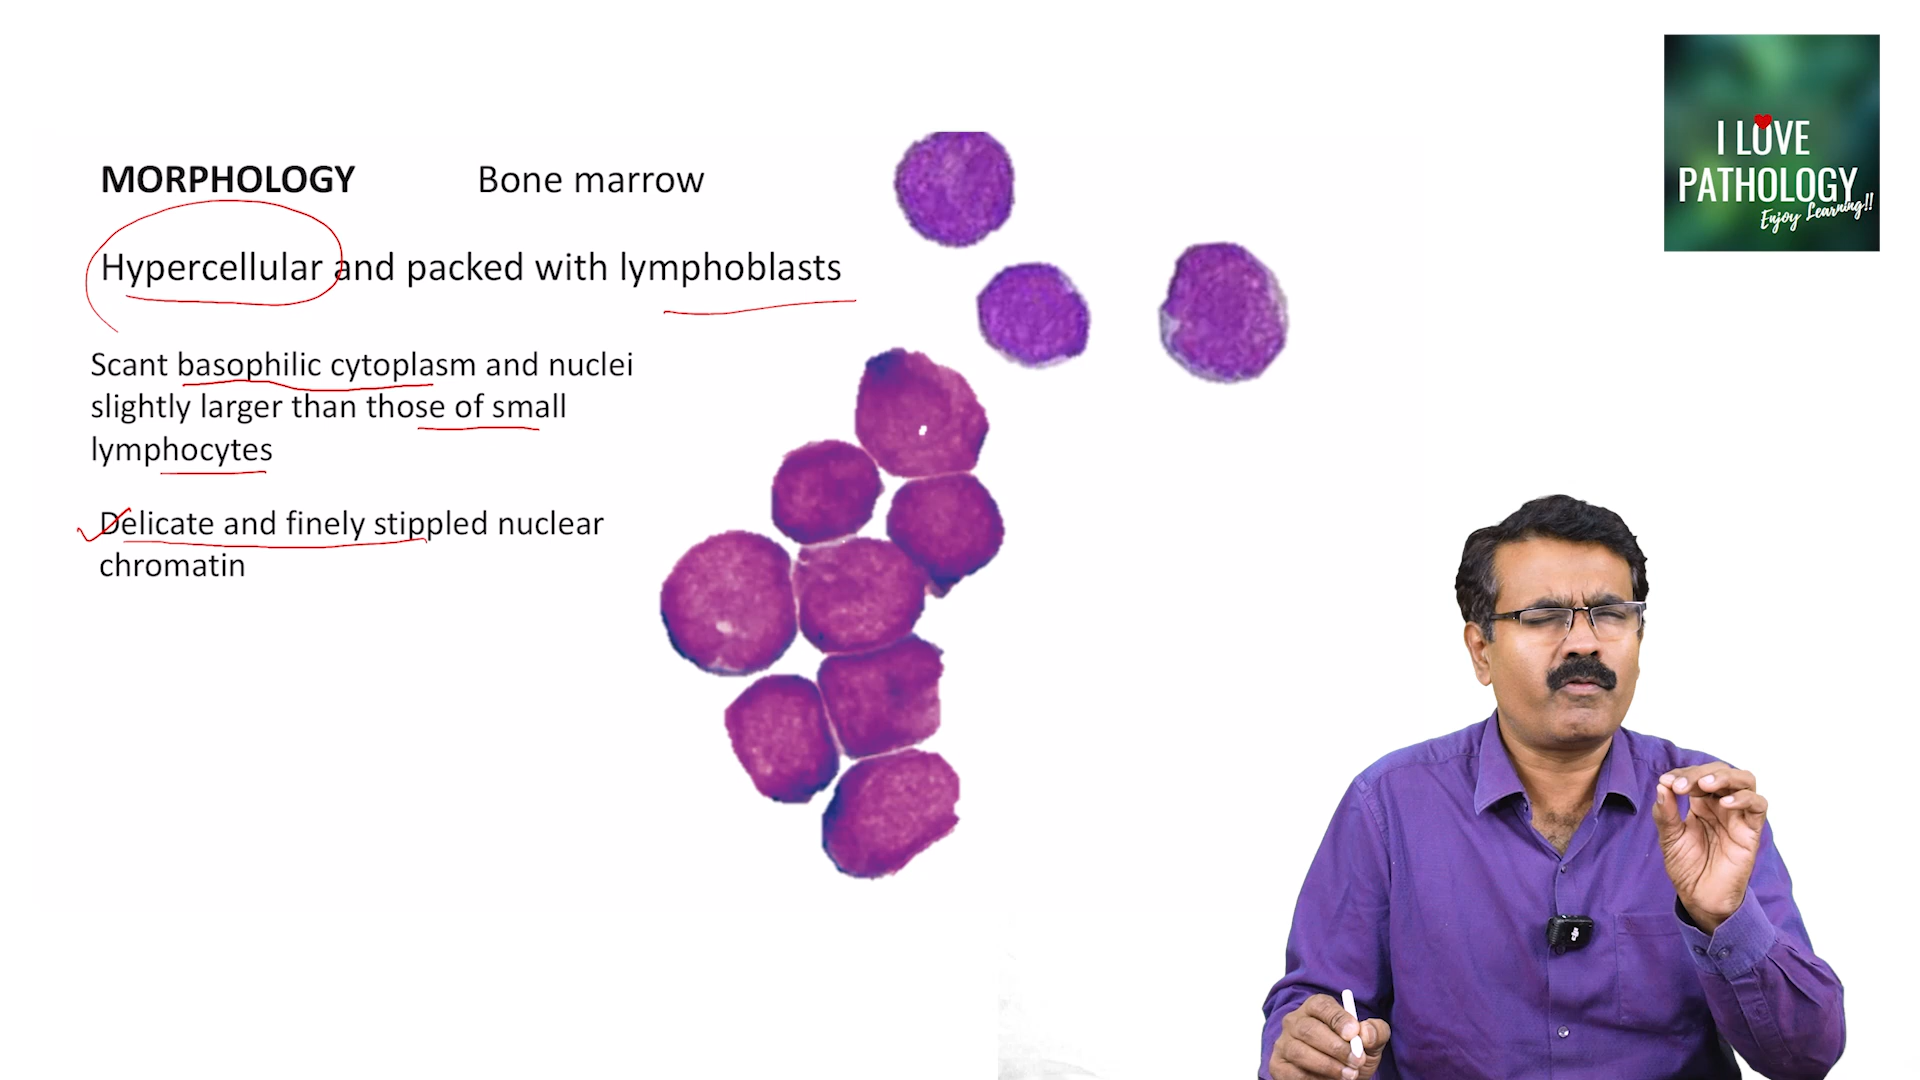 MORPHOLOGY Bone marrow
Hypercellular and packed with lymphoblasts
Scant basophilic cytoplasm and nuclei
slightly larger than those of small
lymphocytes
Delicate and finely stippled nuclear
chromatin
I LOVE
PATHOLOGY
Enjoy Learning!!